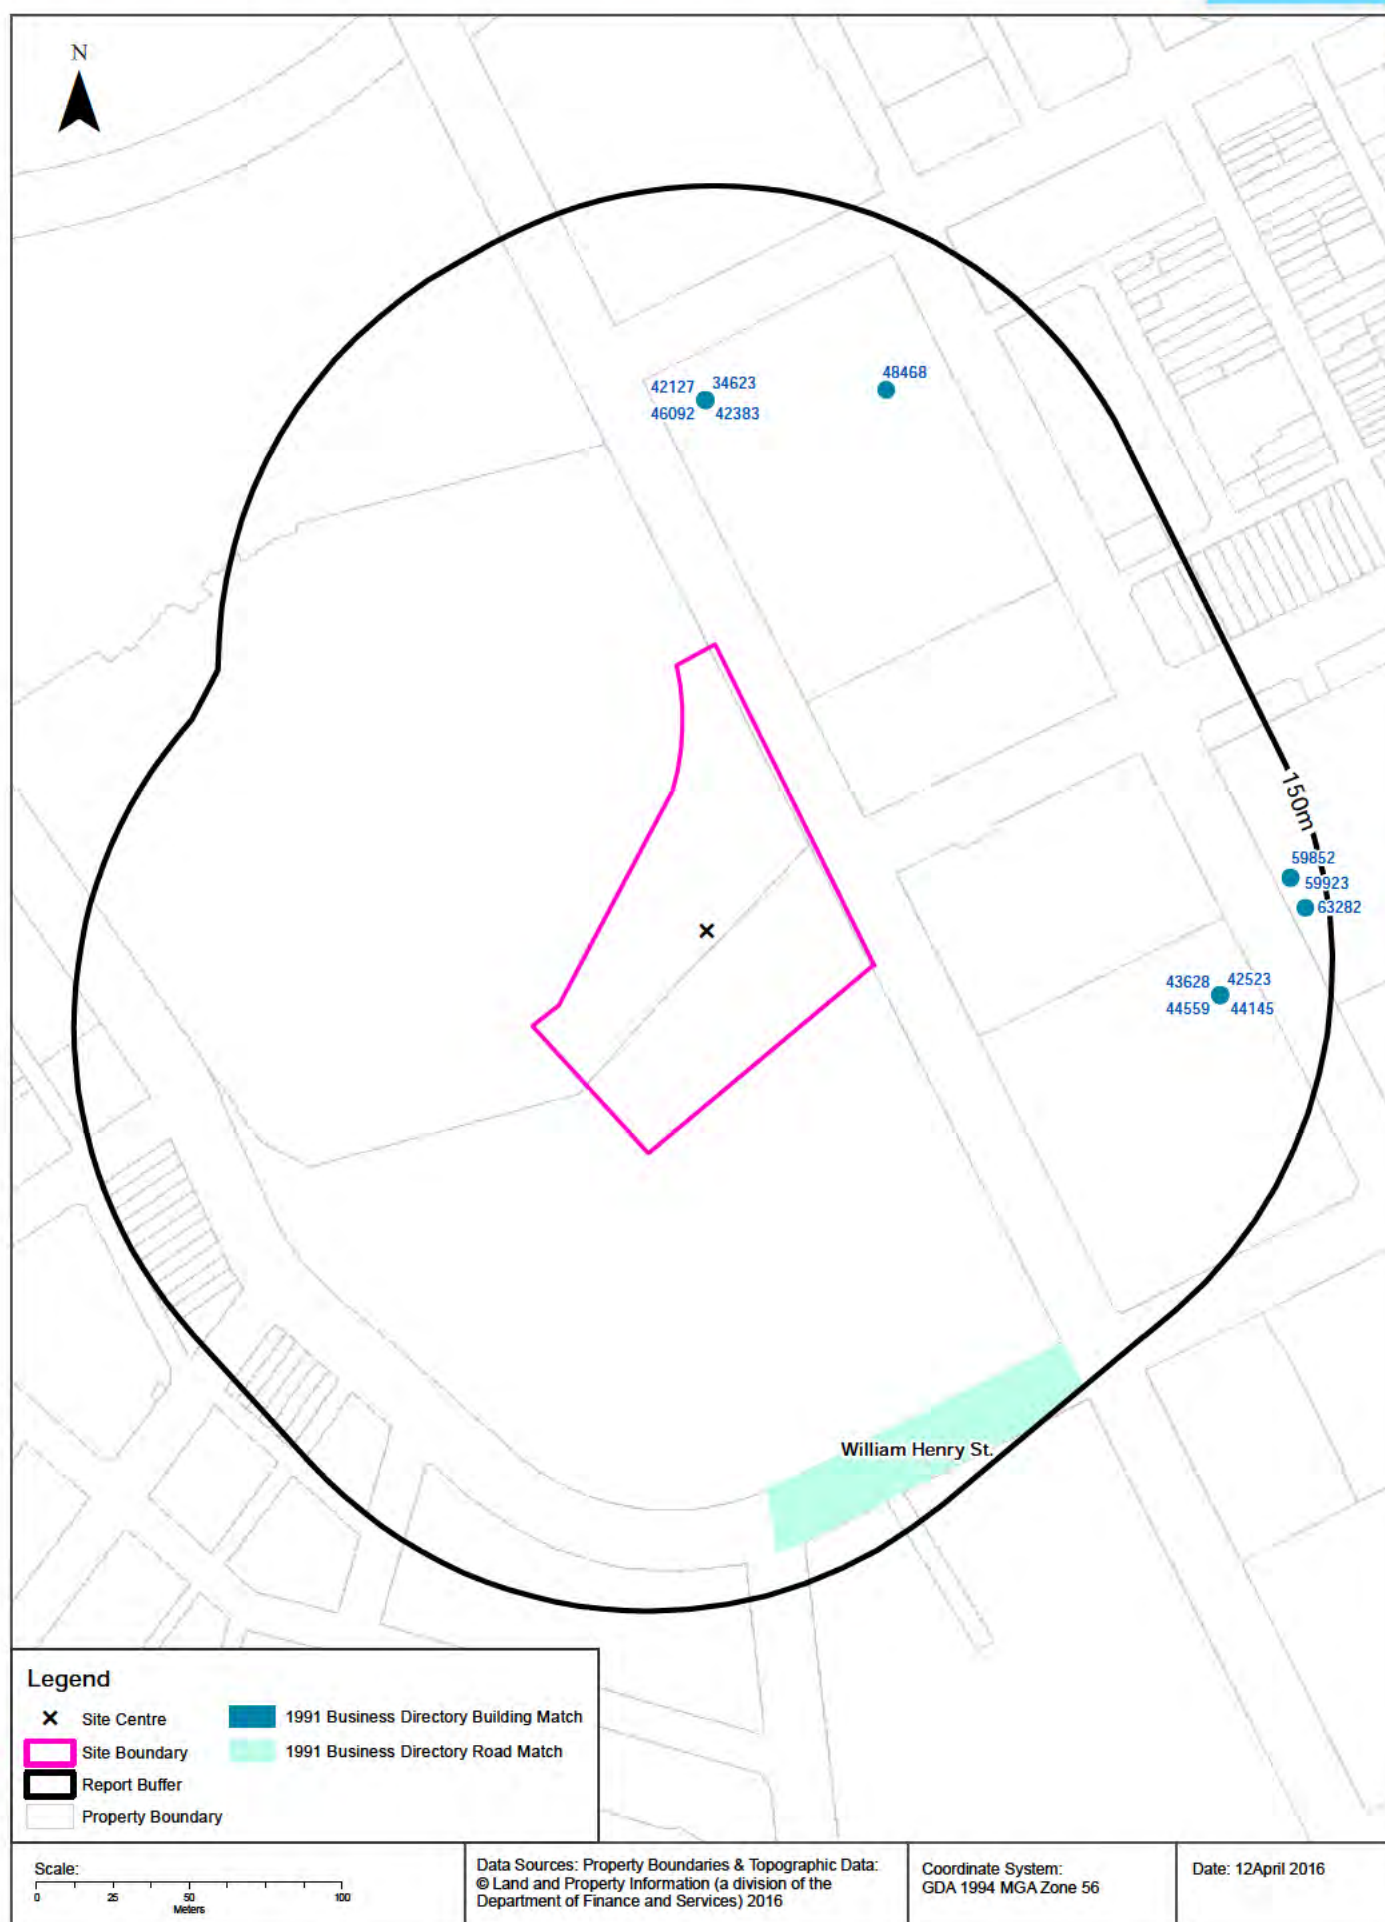 N
42127 34623
46092 42383
48468
150m
59852
59923
63282
43628 42523
44559 44145
William Henry St.
Legend
Site Centre
Site Boundary
Report Buffer
Property Boundary
1991 Business Directory Building Match
1991 Business Directory Road Match
Scale:
0 25 50 100
Meters
Data Sources: Property Boundaries & Topographic Data:
© Land and Property Information (a division of the
Department of Finance and Services) 2016
Coordinate System:
GDA 1994 MGA Zone 56
Date: 12April 2016